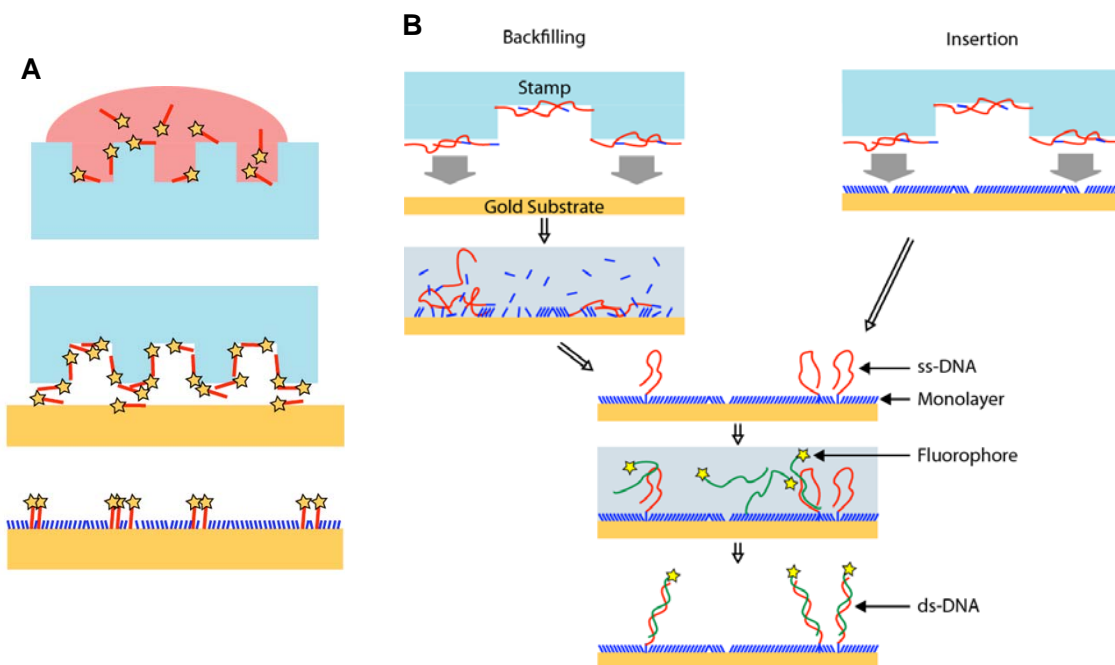 A
B
Backfilling
Insertion
Stamp
Gold Substrate
ss-DNA
Monolayer
Fluorophore
ds-DNA